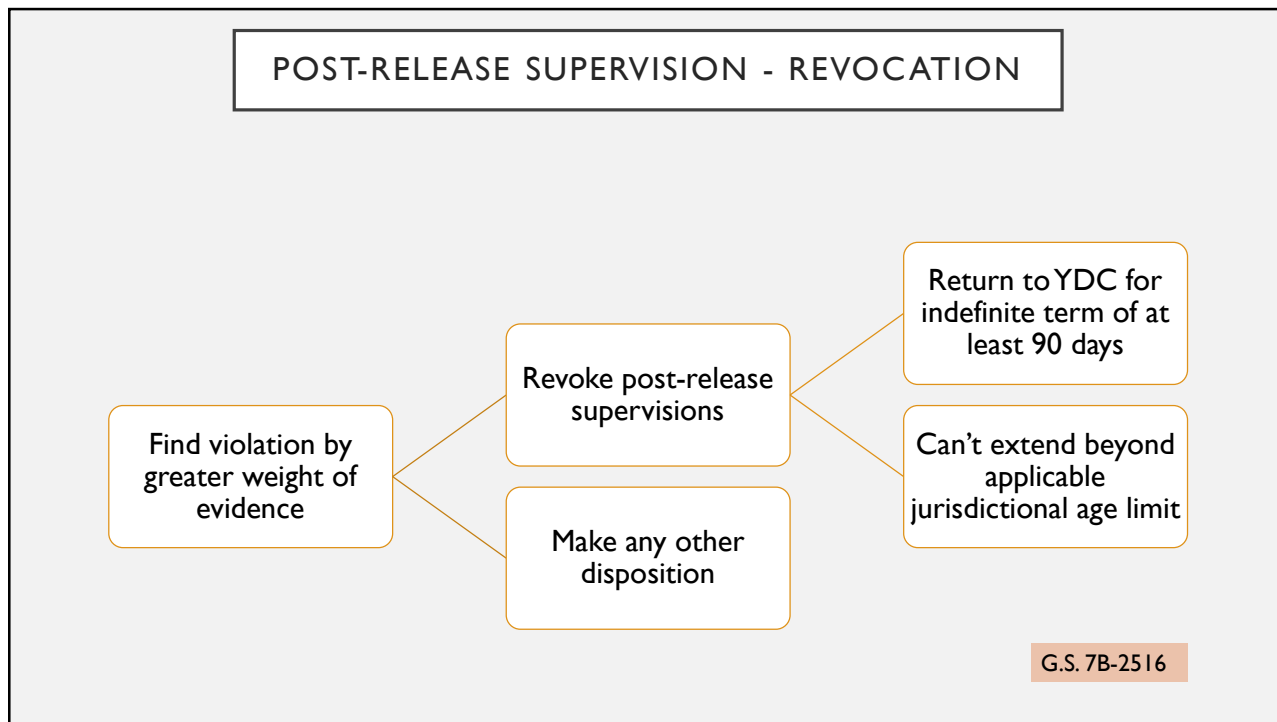 POST-RELEASE SUPERVISION - REVOCATION
Find violation by
greater weight of
evidence
Revoke post-release
supervisions
Make any other
disposition
Return to YDC for
indefinite term of at
least 90 days
Can't extend beyond
applicable
jurisdictional age limit
G.S. 7B-2516